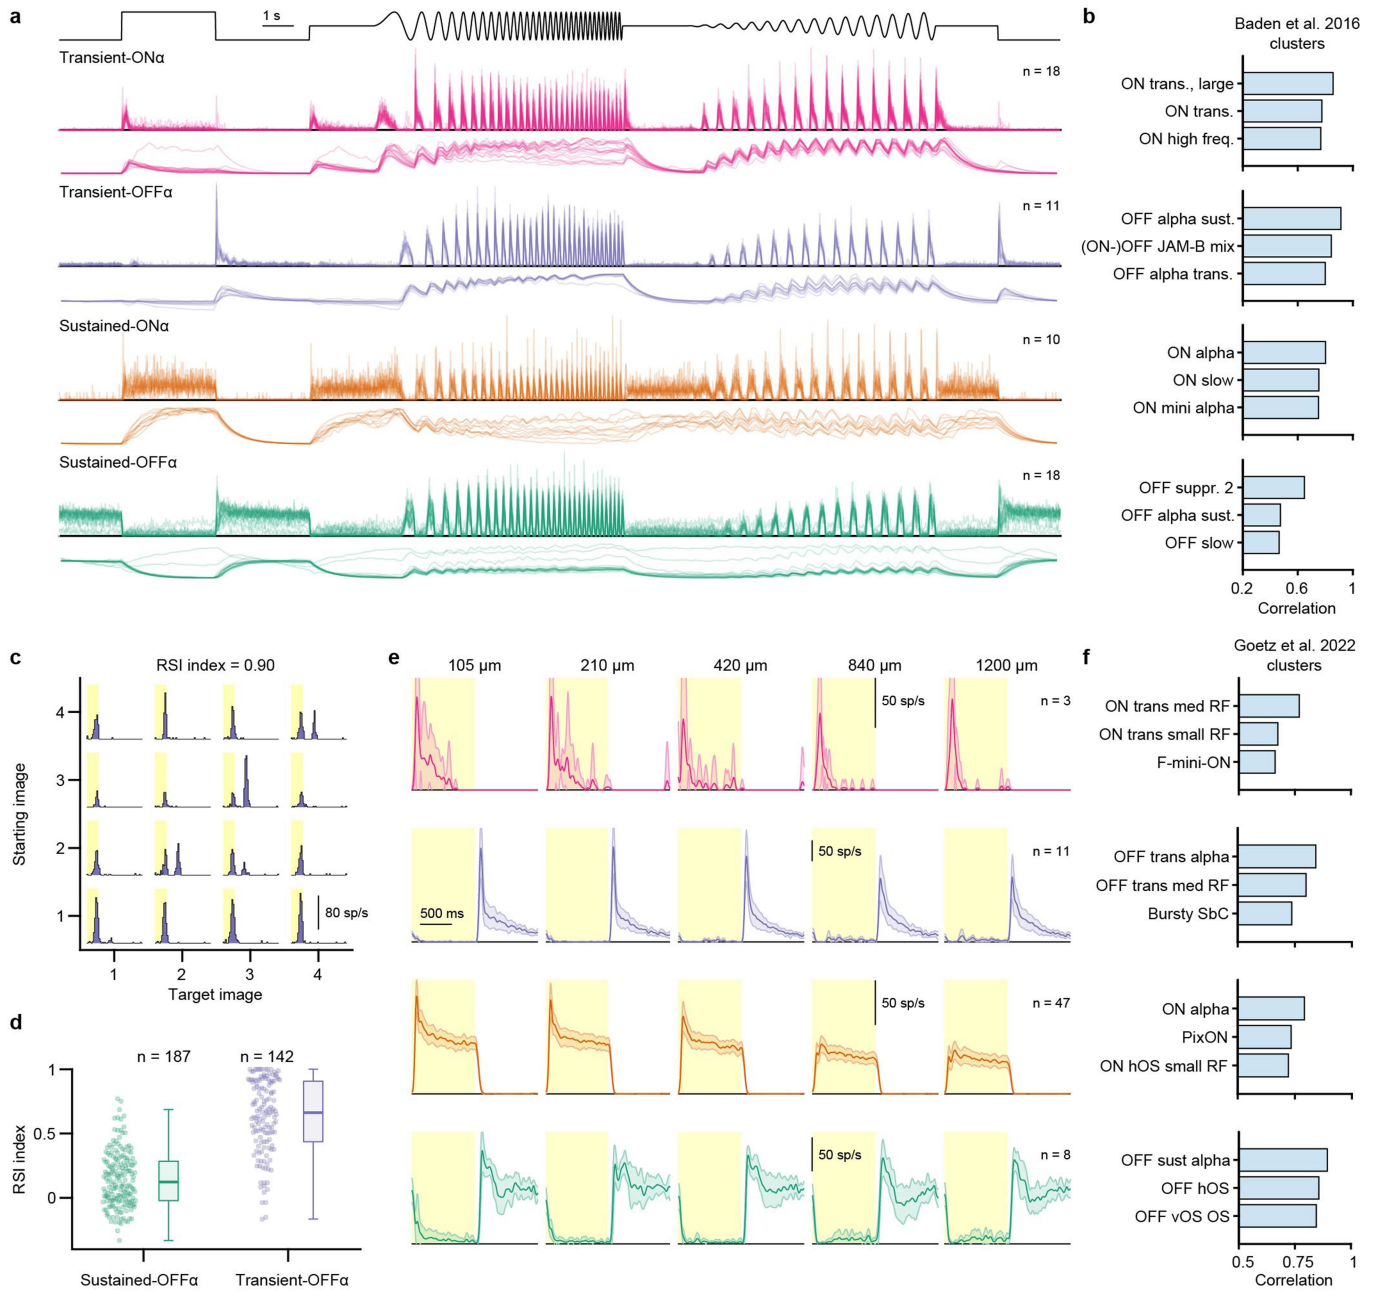 a
1 s
Transient-ONα
n = 18
Transient-OFFα
n = 11
Sustained-ONα
n = 10
Sustained-OFFα
n = 18
b
Baden et al. 2016
clusters
ON trans., large
ON trans.
ON high freq.
OFF alpha sust.
(ON-)OFF JAM-B mix
OFF alpha trans.
ON alpha
ON slow
ON mini alpha
OFF suppr. 2
OFF alpha sust.
OFF slow
0.2 0.6 1
Correlation
c
RSI index = 0.90
Starting image
4
3
2
1
80 sp/s
1 2 3 4
Target image
d
n = 187
n = 142
RSI index
1
0.5
0
Sustained-OFFα
Transient-OFFα
e
105 µm 210 µm 420 µm 840 µm 1200 µm
50 sp/s
n = 3
50 sp/s
n = 11
500 ms
50 sp/s
n = 47
50 sp/s
n = 8
f
Goetz et al. 2022
clusters
ON trans med RF
ON trans small RF
F-mini-ON
OFF trans alpha
OFF trans med RF
Bursty SbC
ON alpha
PixON
ON hOS small RF
OFF sust alpha
OFF hOS
OFF vOS OS
0.5 0.75 1
Correlation